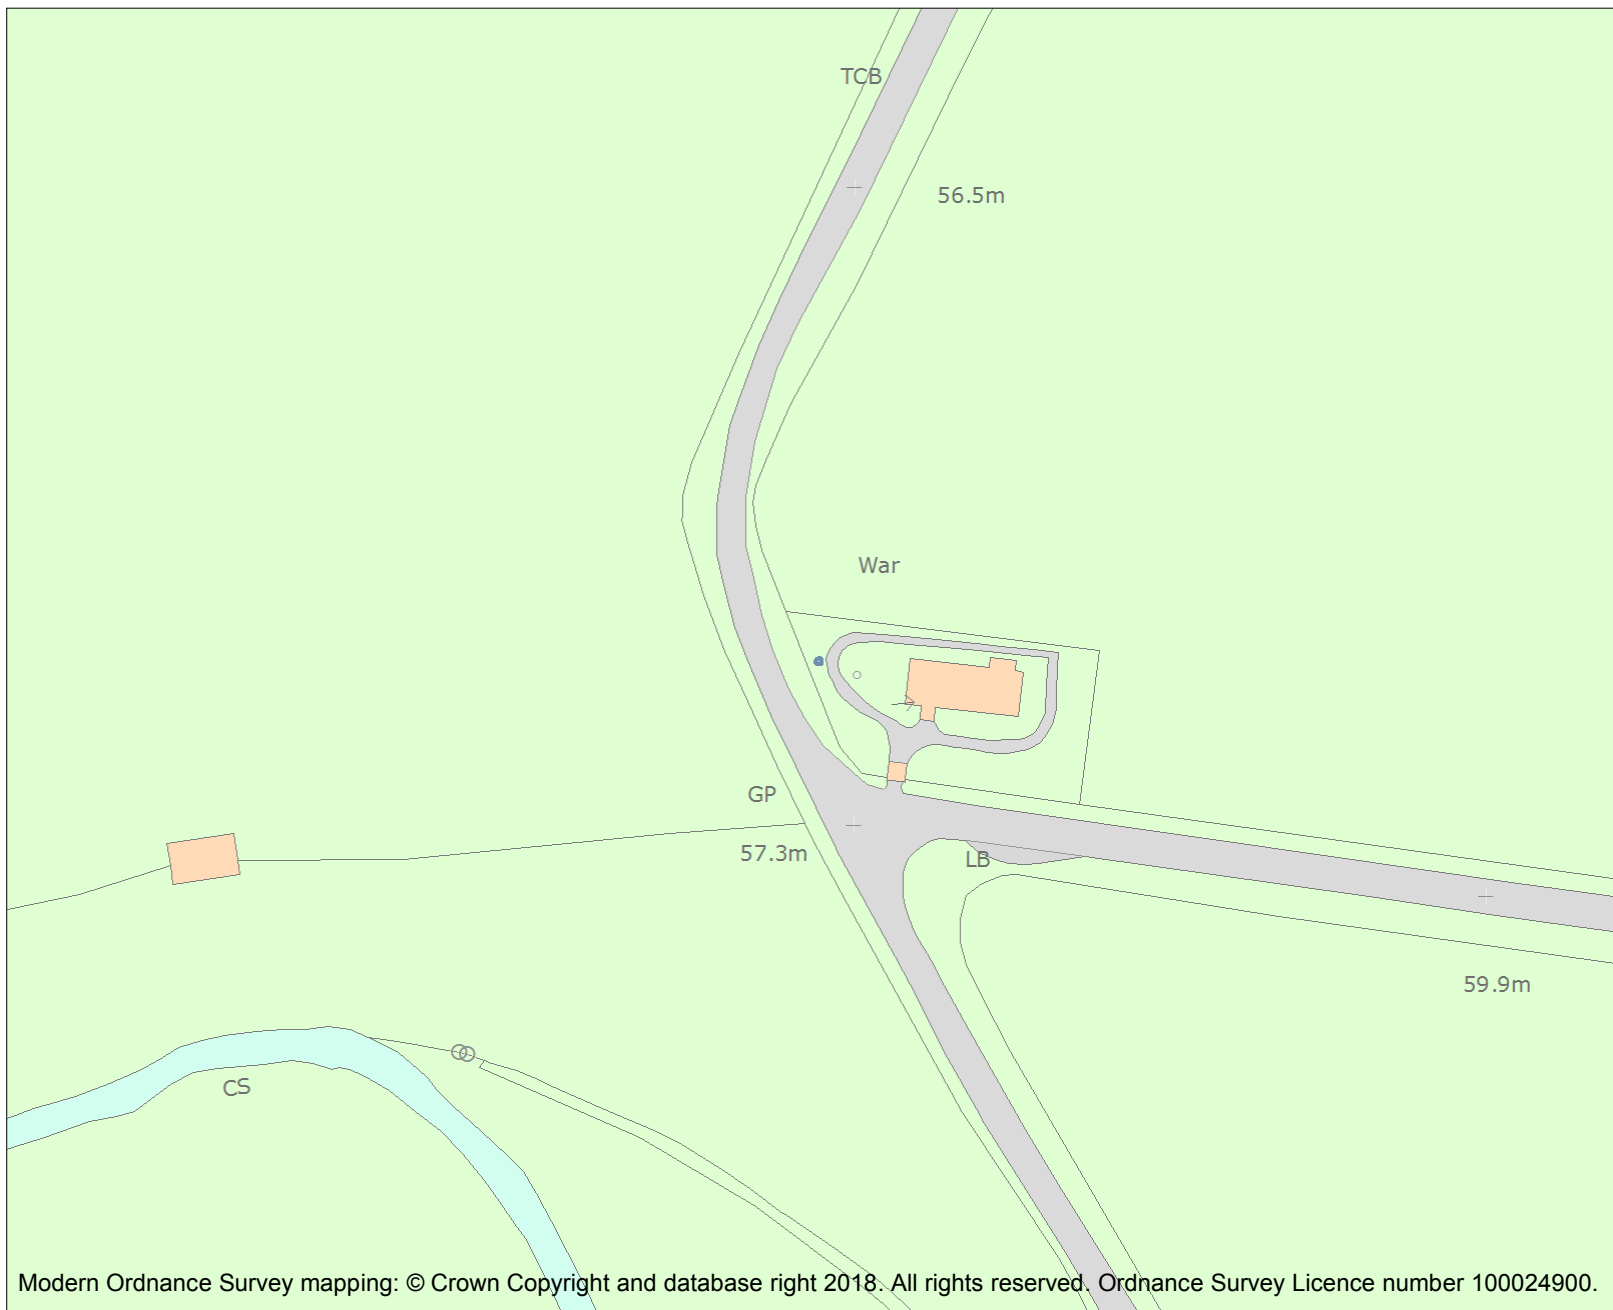 TCB
56.5m
War
GP
57.3m
LB
59.9m
CS
Modern Ordnance Survey mapping: © Crown Copyright and database right 2018. All rights reserved. Ordnance Survey Licence number 100024900.